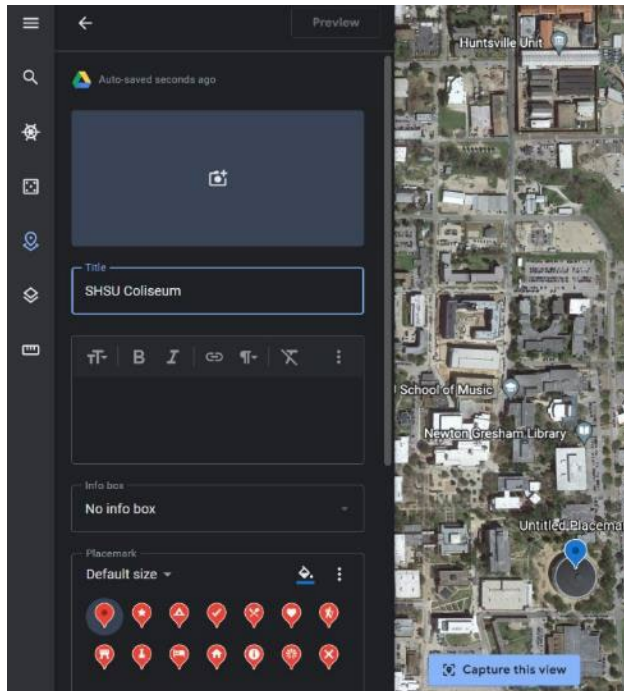 Preview
Auto-saved seconds ago
Title
SHSU Coliseum
B I
Info box
No info box
Placemark
Default size
Huntsville Unit
l School of Music
Newton Gresham Library
Untitled Placema
Capture this view